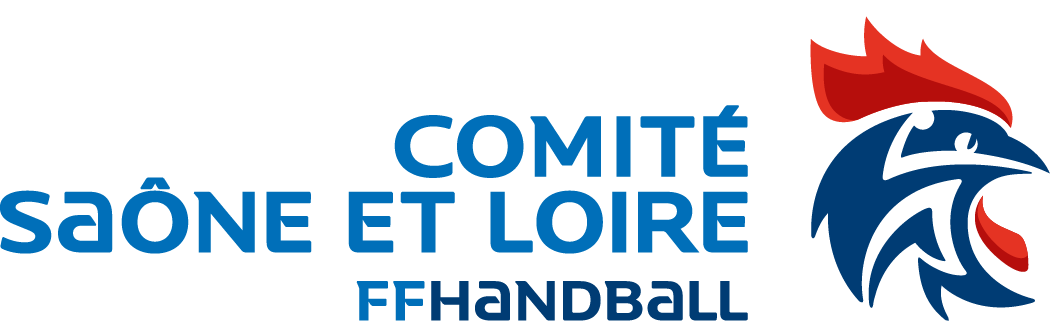 COMITÉ
SaÔNE ET LOIRE
FFHaNDBaLL